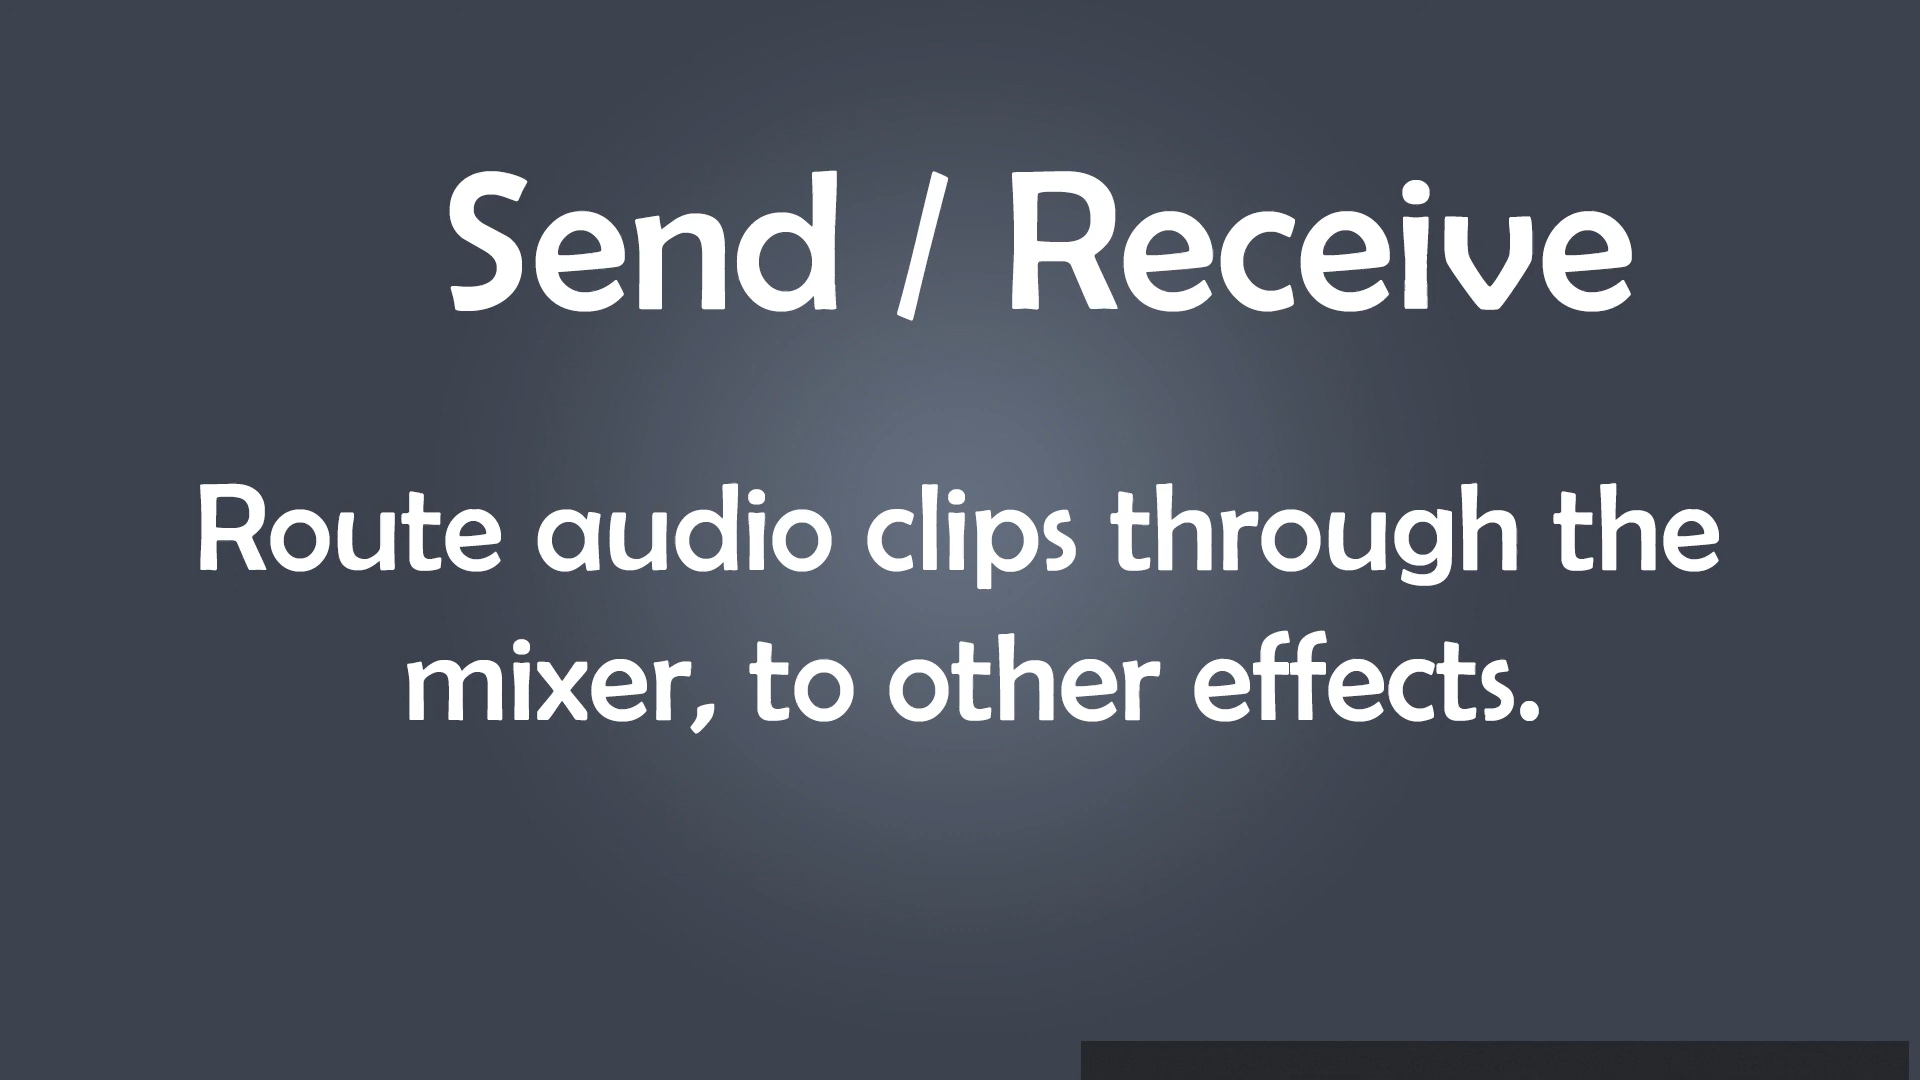 Send / Receive
Route audio clips through the
mixer, to other effects.